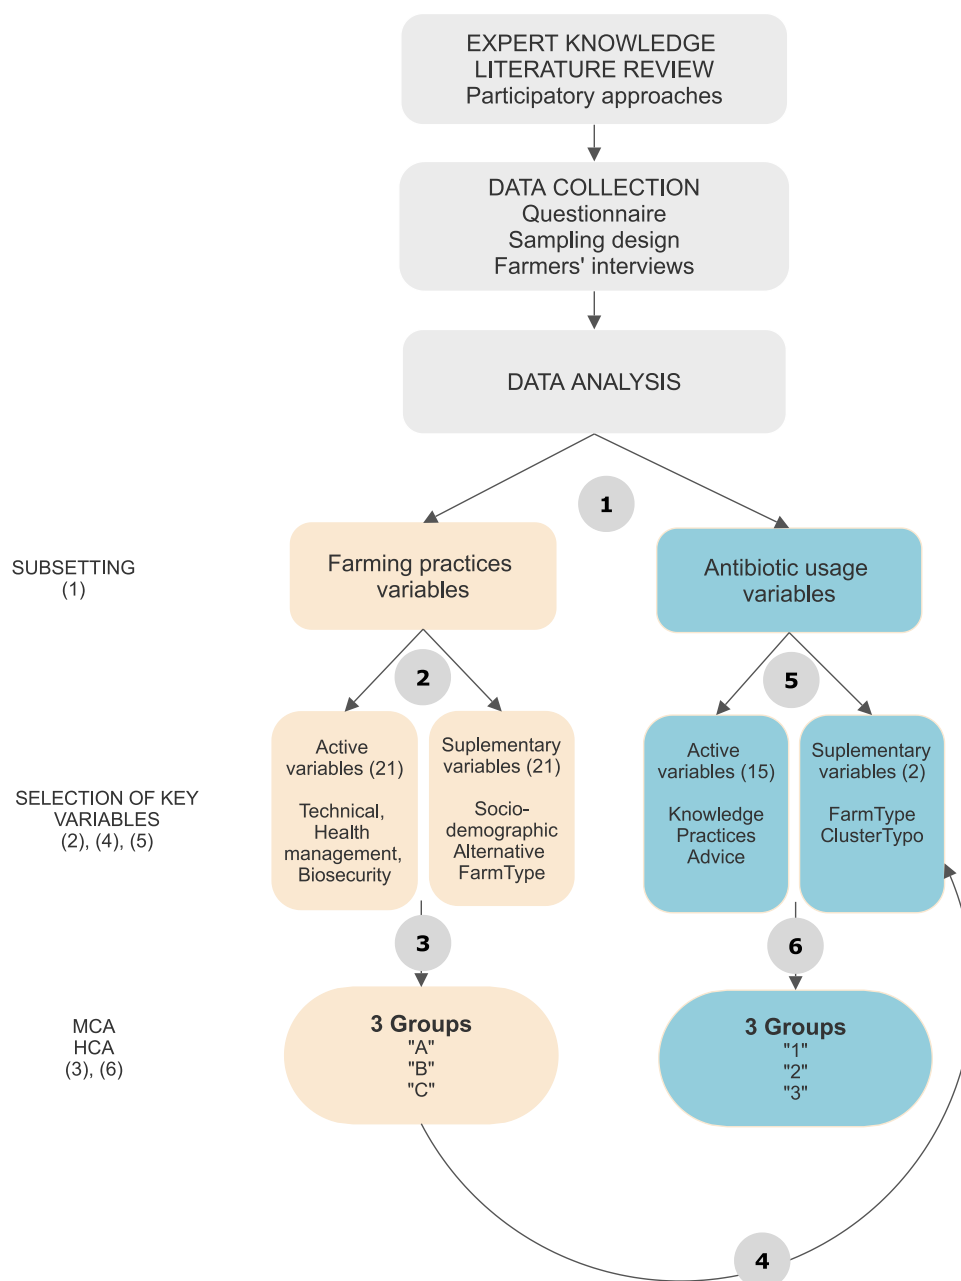 EXPERT KNOWLEDGE
LITERATURE REVIEW
Participatory approaches
DATA COLLECTION
Questionnaire
Sampling design
Farmers' interviews
DATA ANALYSIS
1
SUBSETTING
(1)
Farming practices
variables
Antibiotic usage
variables
2
5
SELECTION OF KEY
VARIABLES
(2), (4), (5)
Active
variables (21)
Technical,
Health
management,
Biosecurity
Suplementary
variables (21)
Socio-
demographic
Alternative
FarmType
Active
variables (15)
Knowledge
Practices
Advice
Suplementary
variables (2)
FarmType
ClusterTypo
3
6
MCA
HCA
(3), (6)
3 Groups
"A"
"B"
"C"
3 Groups
"1"
"2"
"3"
4